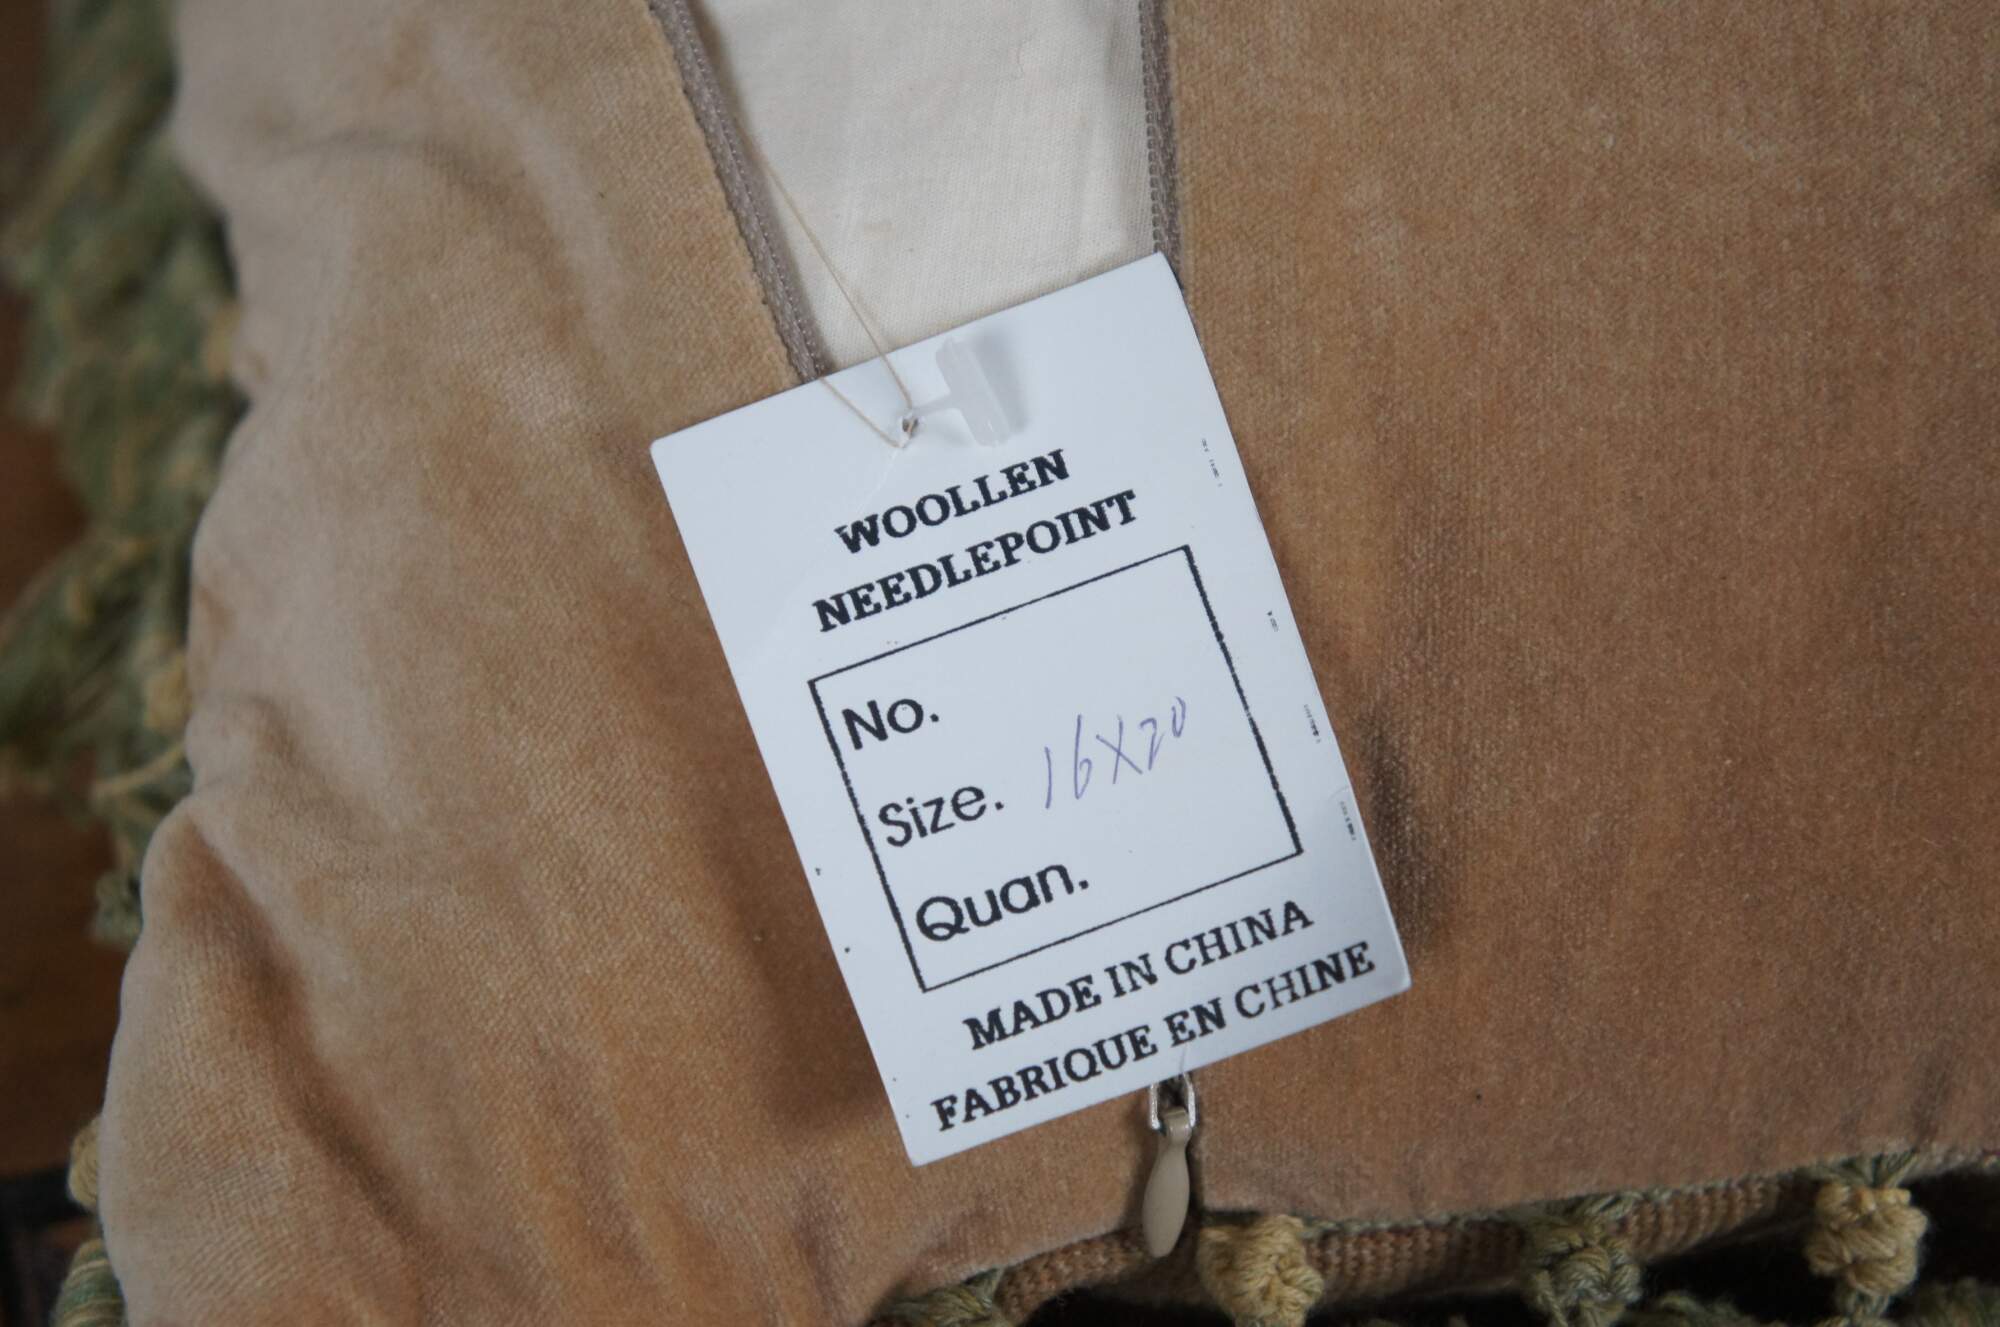 WOOLLEN
NEEDLEPOINT
No.
Size. 16X20
Quan.
MADE IN CHINA
FABRIQUE EN CHINE